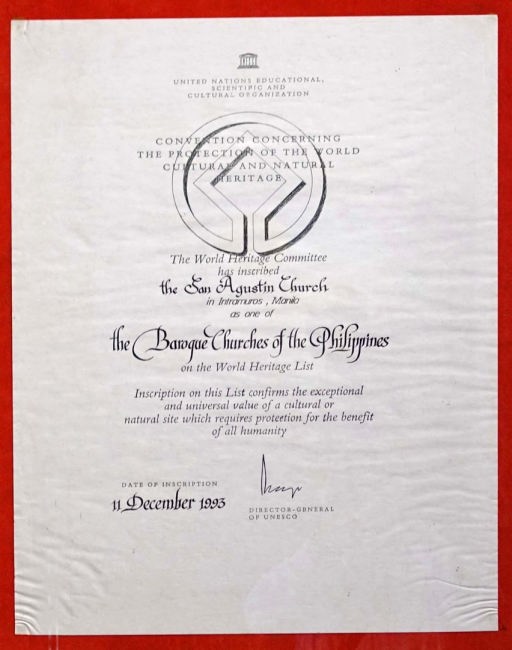 UNITED NATIONS EDUCATIONAL,
SCIENTIFIC AND
CULTURAL ORGANIZATION
CONVENTION CONCERNING
THE PROTECTION OF THE WORLD
CULTURAL AND NATURAL
HERITAGE
The World Heritage Committee
has inscribed
the San Agustin Church
in Intramuros, Manila
as one of
the Baroque Churches of the Philippines
on the World Heritage List
Inscription on this List confirms the exceptional
and universal value of a cultural or
natural site which requires protection for the benefit
of all humanity
DATE OF INSCRIPTION
11 December 1993
DIRECTOR-GENERAL
OF UNESCO